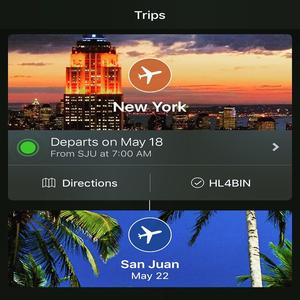 Trips
New York
Departs on May 18
From SJU at 7:00 AM
Directions
HL4BIN
San Juan
May 22